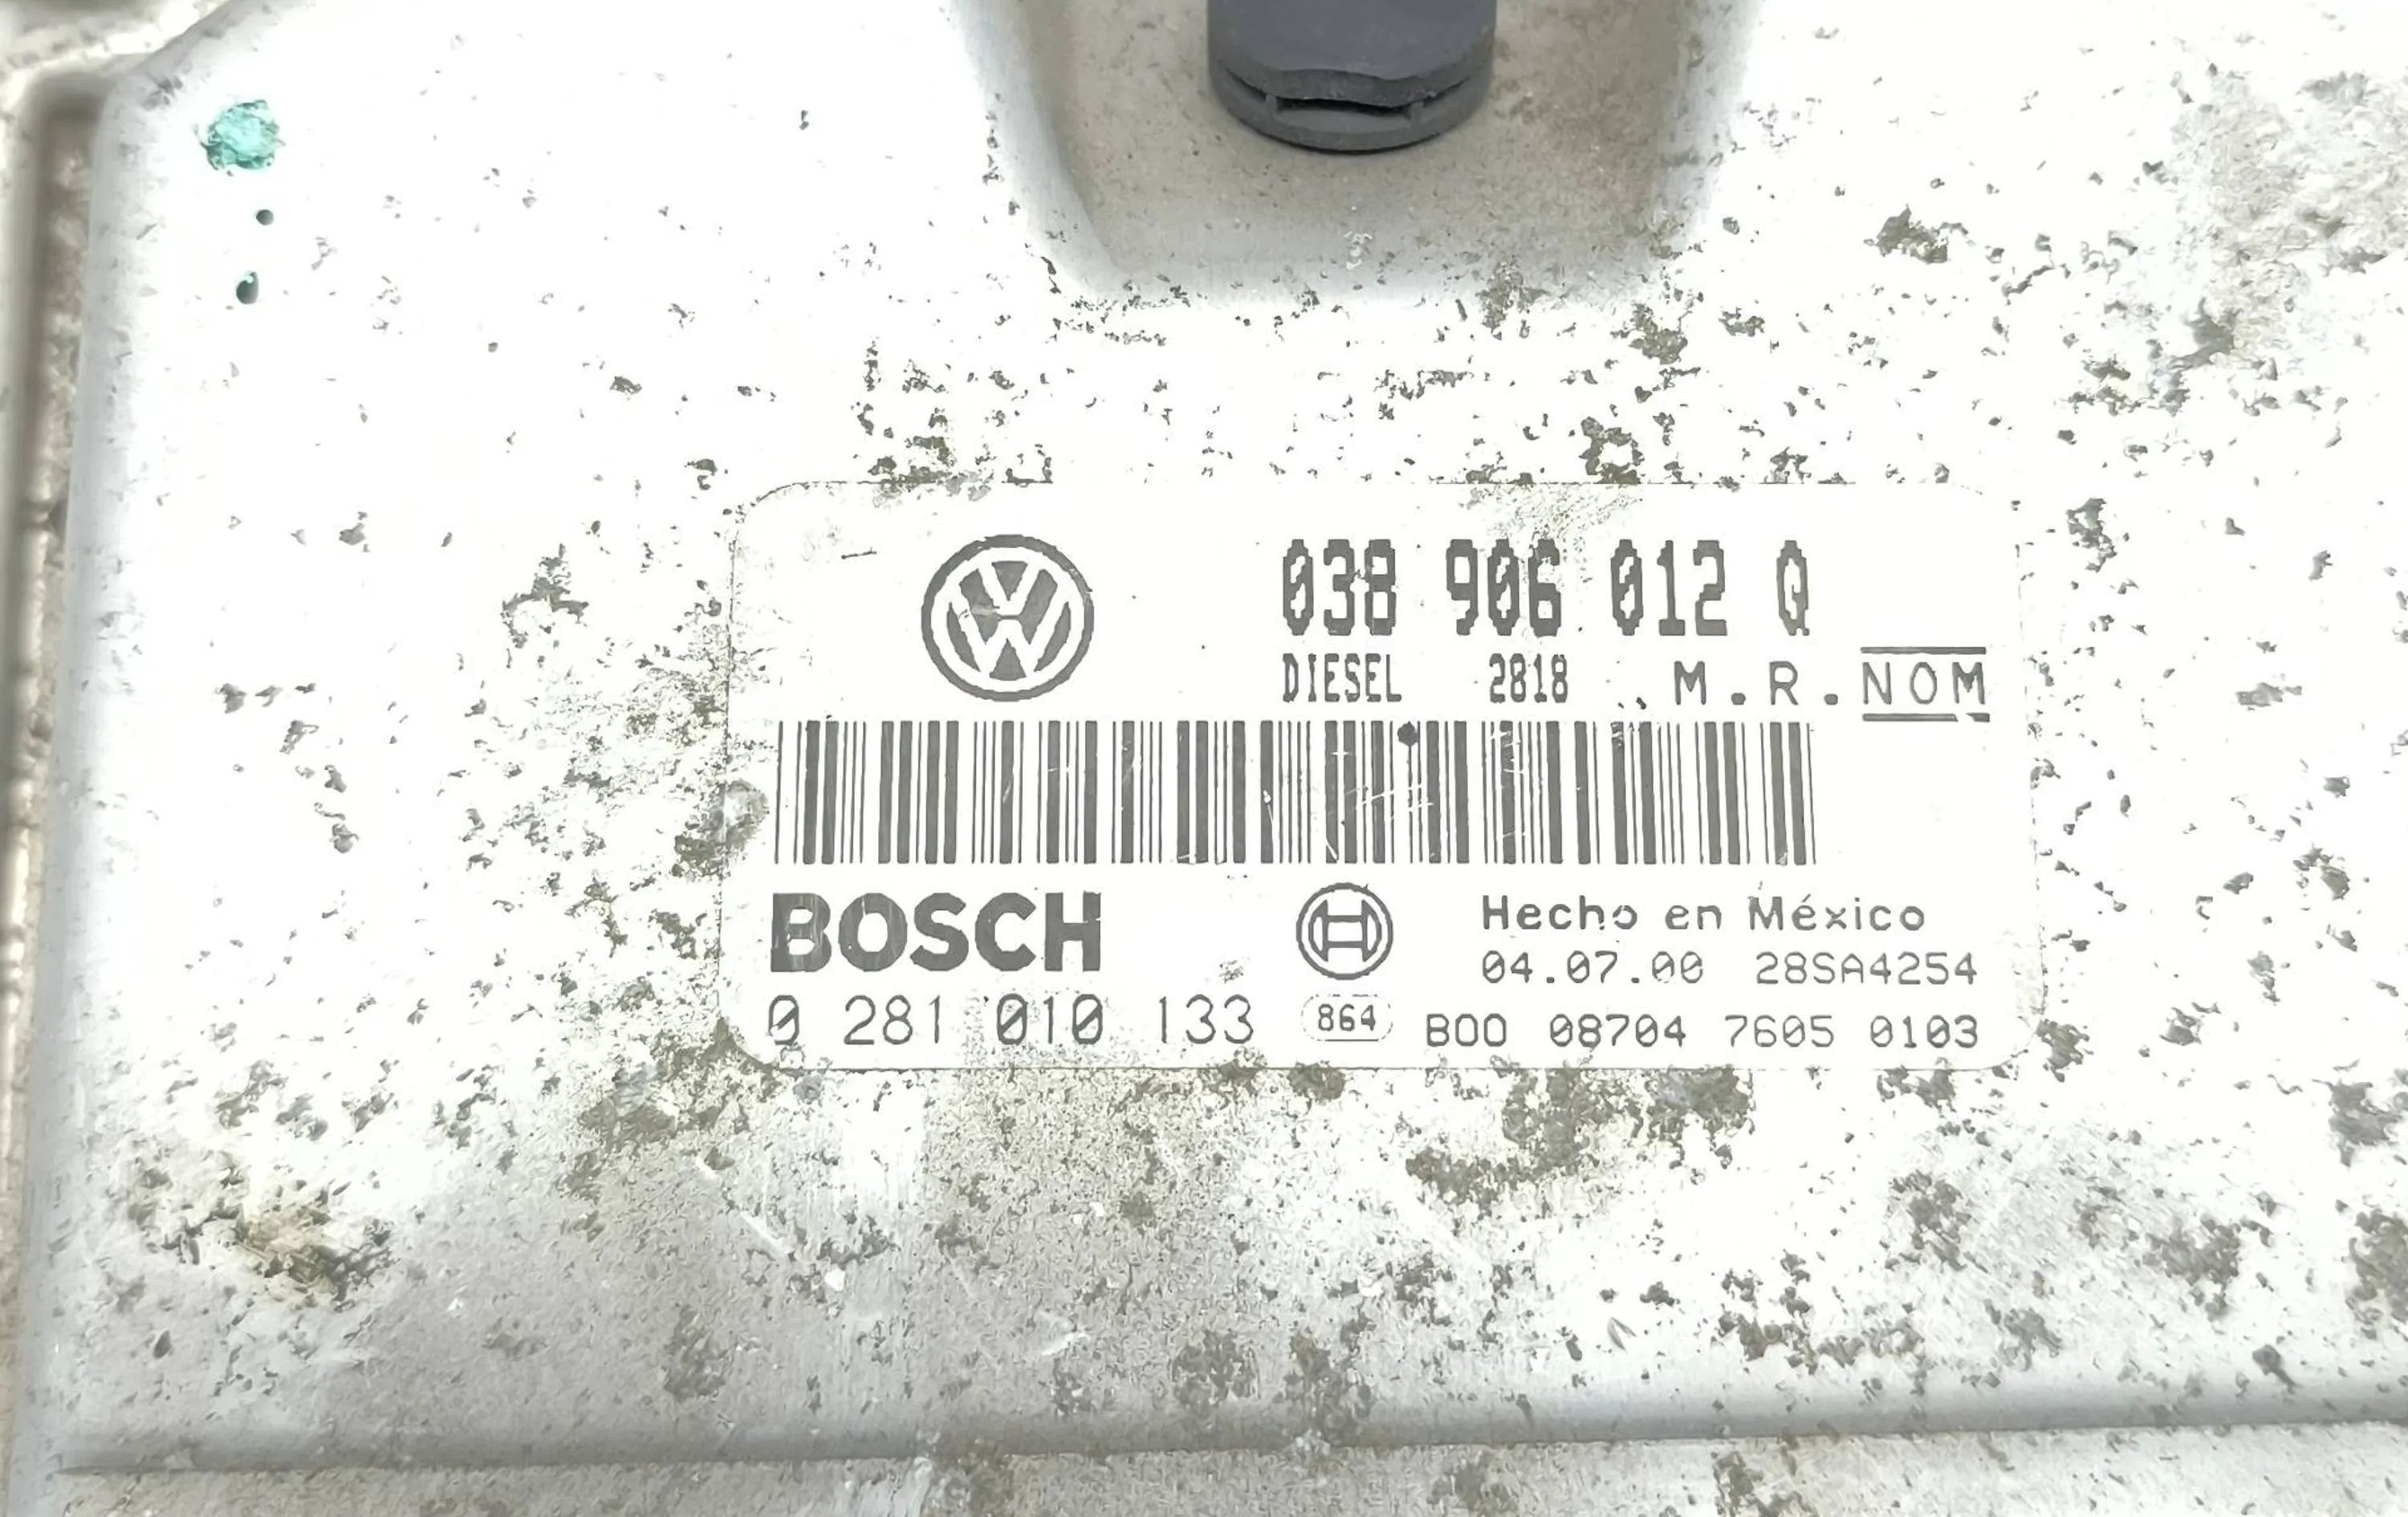 038 906 012 Q
DIESEL 2818 M.R.NOM
BOSCH
Hecho en México
04.07.00 28SA4254
0 281 010 133 864 B00 08704 7605 0103